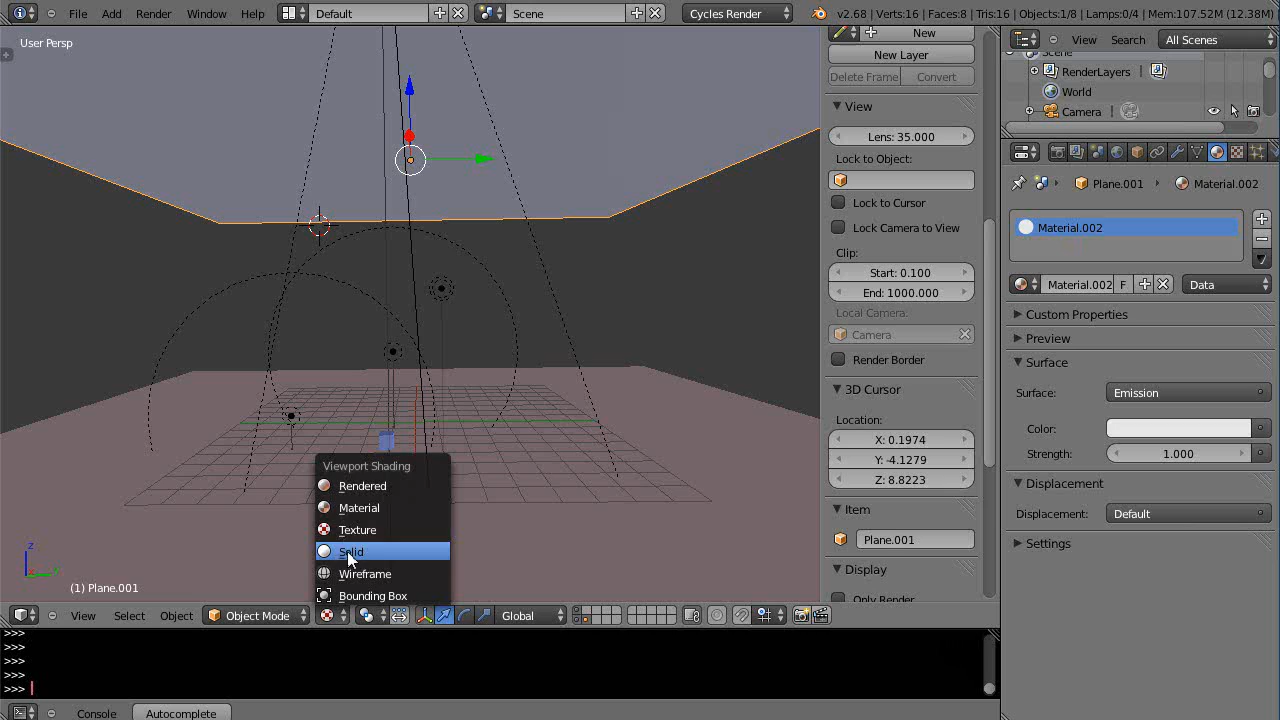 File Add Render Window Help Default Scene Cycles Render v2.68 | Verts:16 | Faces:8 | Tris:16 | Objects:1/8 | Lamps:0/4 | Mem:107.52M (12.38M)
User Persp
New
New Layer
Delete Frame Convert
View
Lens: 35.000
Lock to Object:
Lock to Cursor
Lock Camera to View
Clip:
Start: 0.100
End: 1000.000
Local Camera:
Camera
Render Border
3D Cursor
Location:
X: 0.1974
Y: -4.1279
Z: 8.8223
Item
Plane.001
Display
Only Render
View Search All Scenes
Scene
RenderLayers
World
Camera
Plane.001 Material.002
Material.002
Material.002 F Data
Custom Properties
Preview
Surface
Surface: Emission
Color:
Strength: 1.000
Displacement
Displacement: Default
Settings
Viewport Shading
Rendered
Material
Texture
Solid
Wireframe
Bounding Box
z
y
(1) Plane.001
View Select Object Object Mode Global
>>>
>>>
>>>
>>>
>>>
Console Autocomplete